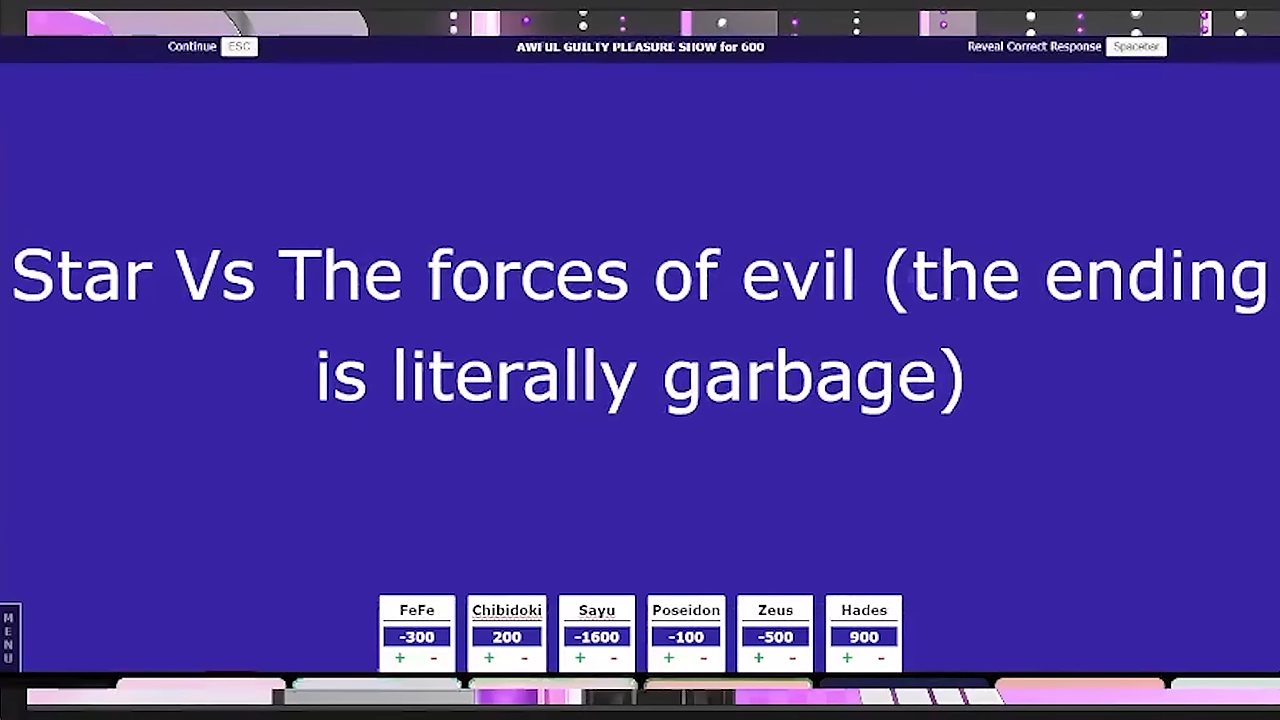 Continue ESC AWFUL GUILTY PLEASURE SHOW for 600 Reveal Correct Response Spacebar
Star Vs The forces of evil (the ending
is literally garbage)
MENU
FeFe Chibidoki Sayu Poseidon Zeus Hades
-300 200 -1600 -100 -500 900
+ - + - + - + - + - + -